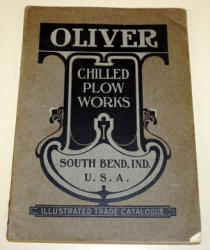 OLIVER
CHILLED
PLOW
WORKS
SOUTH BEND, IND.
U.S.A.
ILLUSTRATED TRADE CATALOGUE